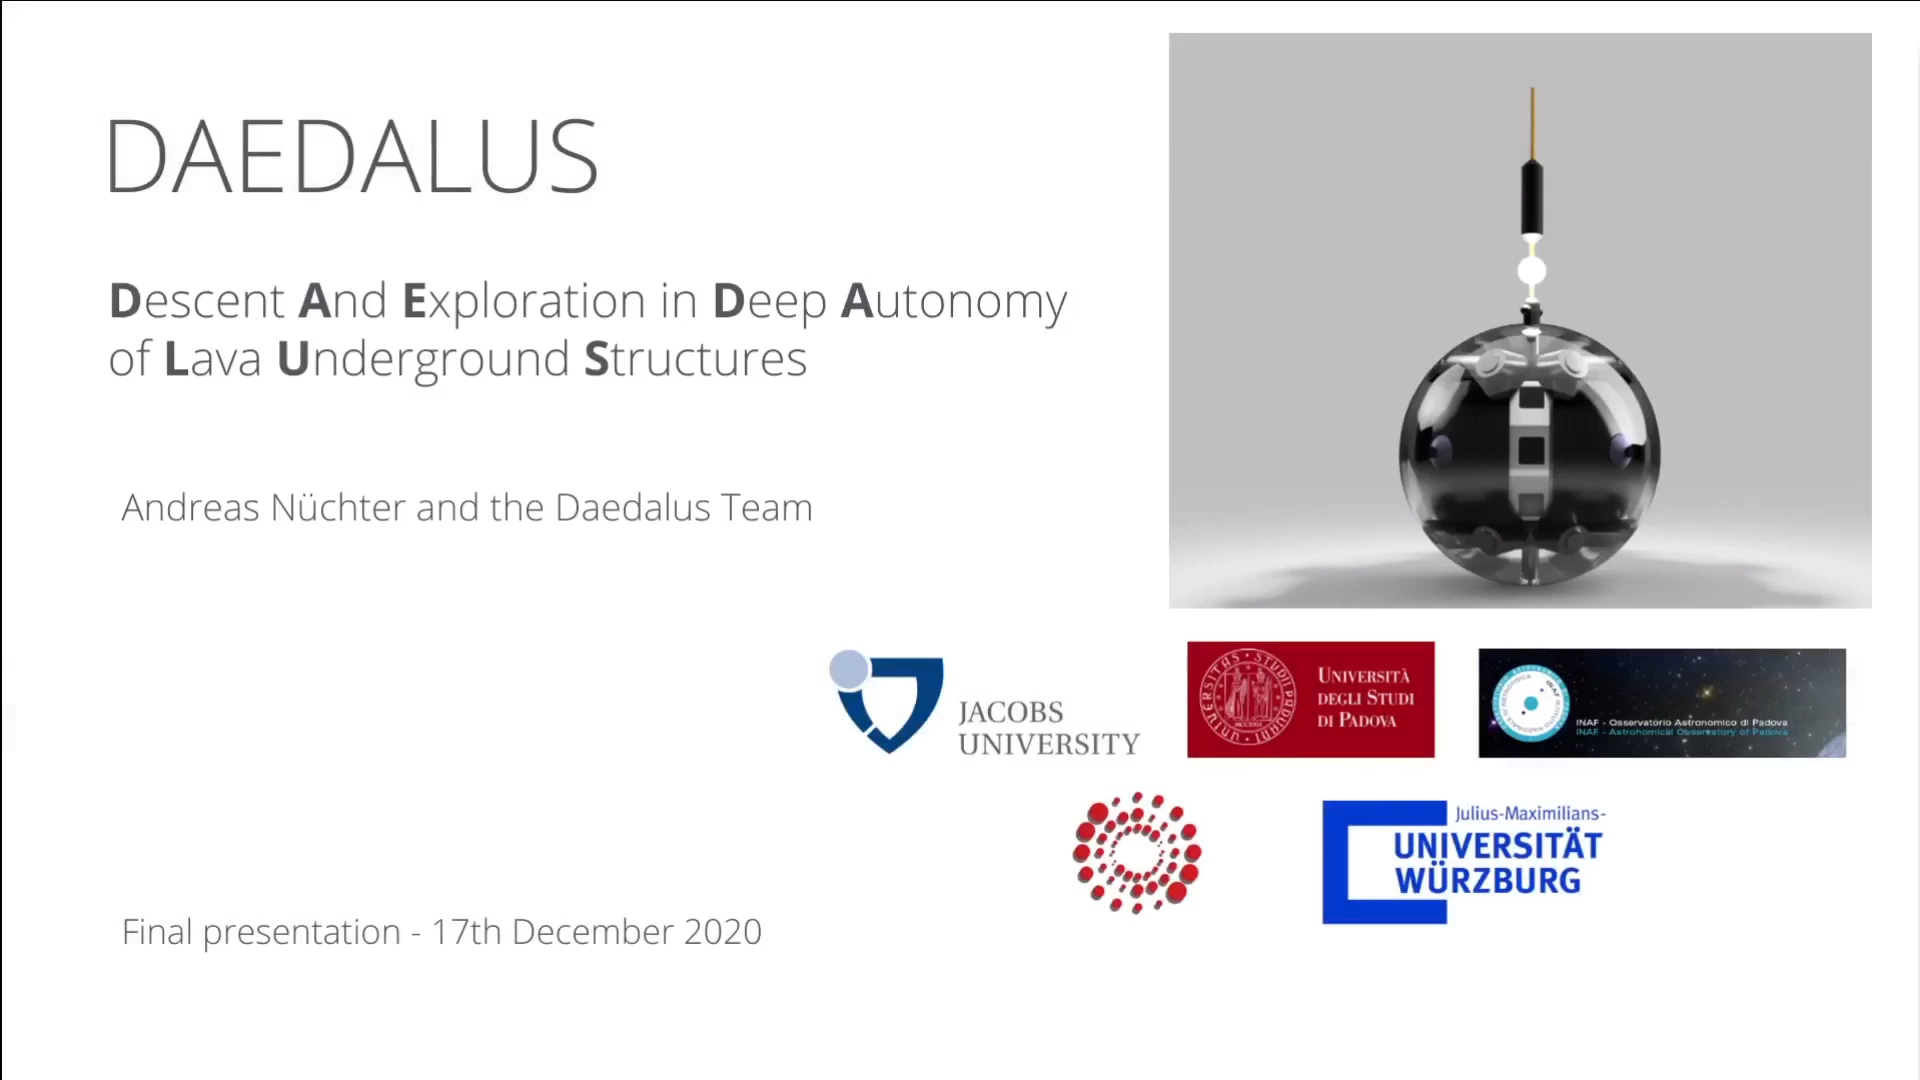 DAEDALUS
Descent And Exploration in Deep Autonomy
of Lava Underground Structures
Andreas Nüchter and the Daedalus Team
JACOBS
UNIVERSITY
UNIVERSITÀ
DEGLI STUDI
DI PADOVA
INAF - Osservatorio Astronomico di Padova
INAF - Astrohomical Observatory of Padova
Julius-Maximilians-
UNIVERSITÄT
WÜRZBURG
Final presentation - 17th December 2020